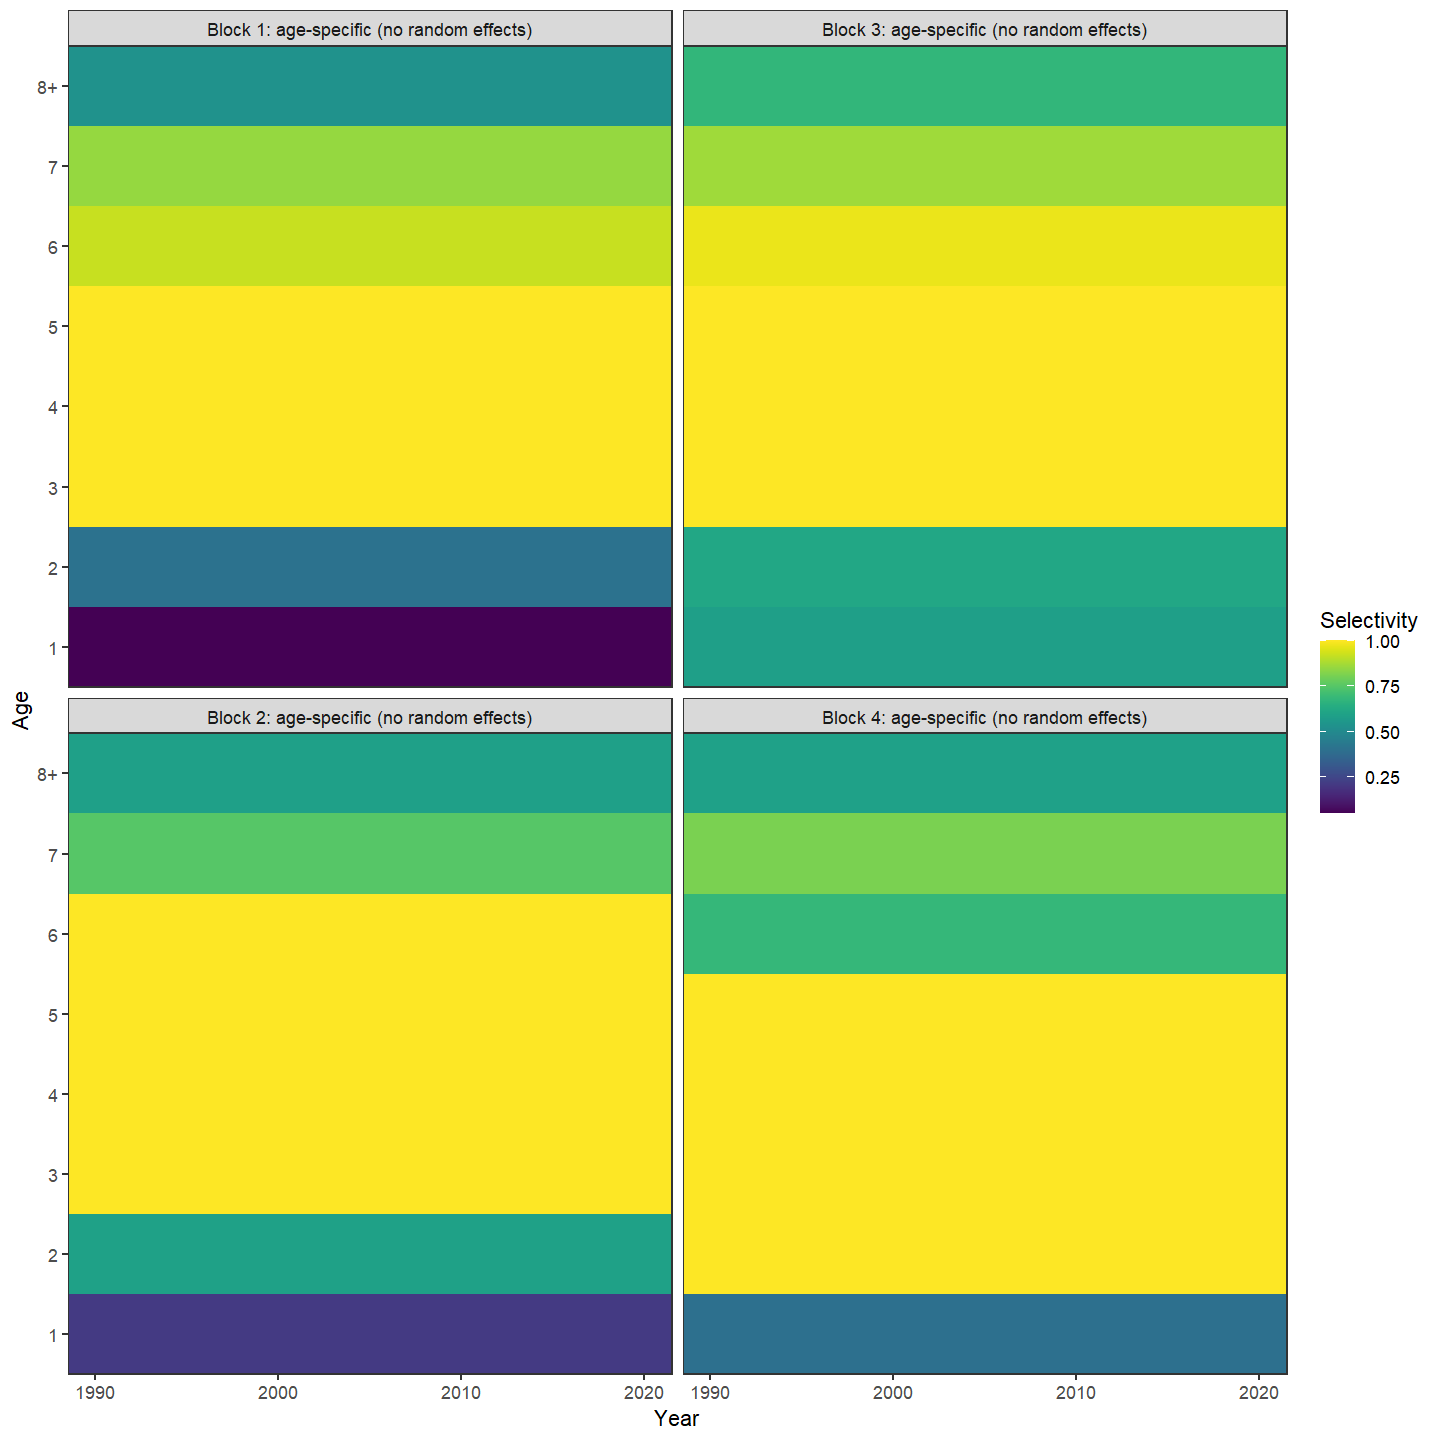 Block 1: age-specific (no random effects)
Block 3: age-specific (no random effects)
8+
7
6
5
4
3
2
1
Block 2: age-specific (no random effects)
Block 4: age-specific (no random effects)
8+
7
6
5
4
3
2
1
Age
1990 2000 2010 2020
1990 2000 2010 2020
Year
Selectivity
1.00
0.75
0.50
0.25